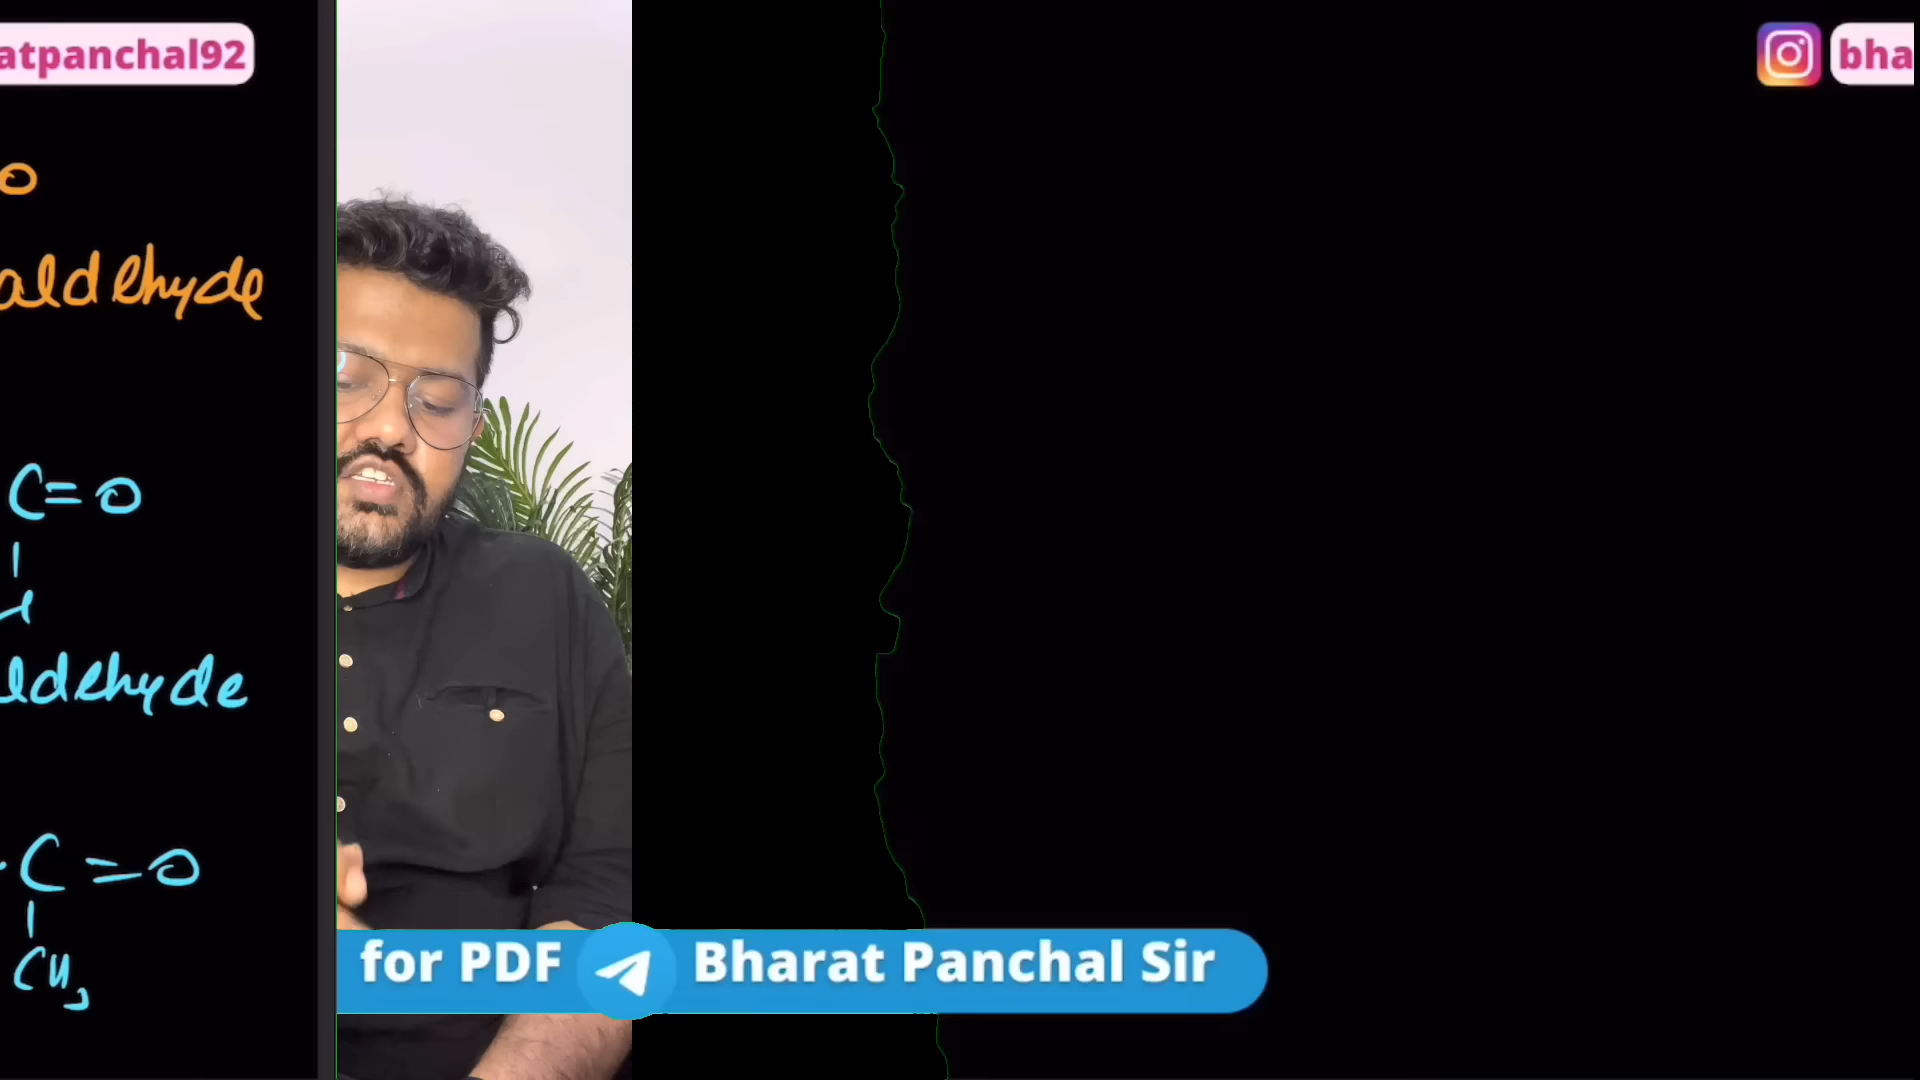 atpanchal92
bha
O
aldehyde
C=O
|
H
ldehyde
C=O
|
CH3
for PDF Bharat Panchal Sir